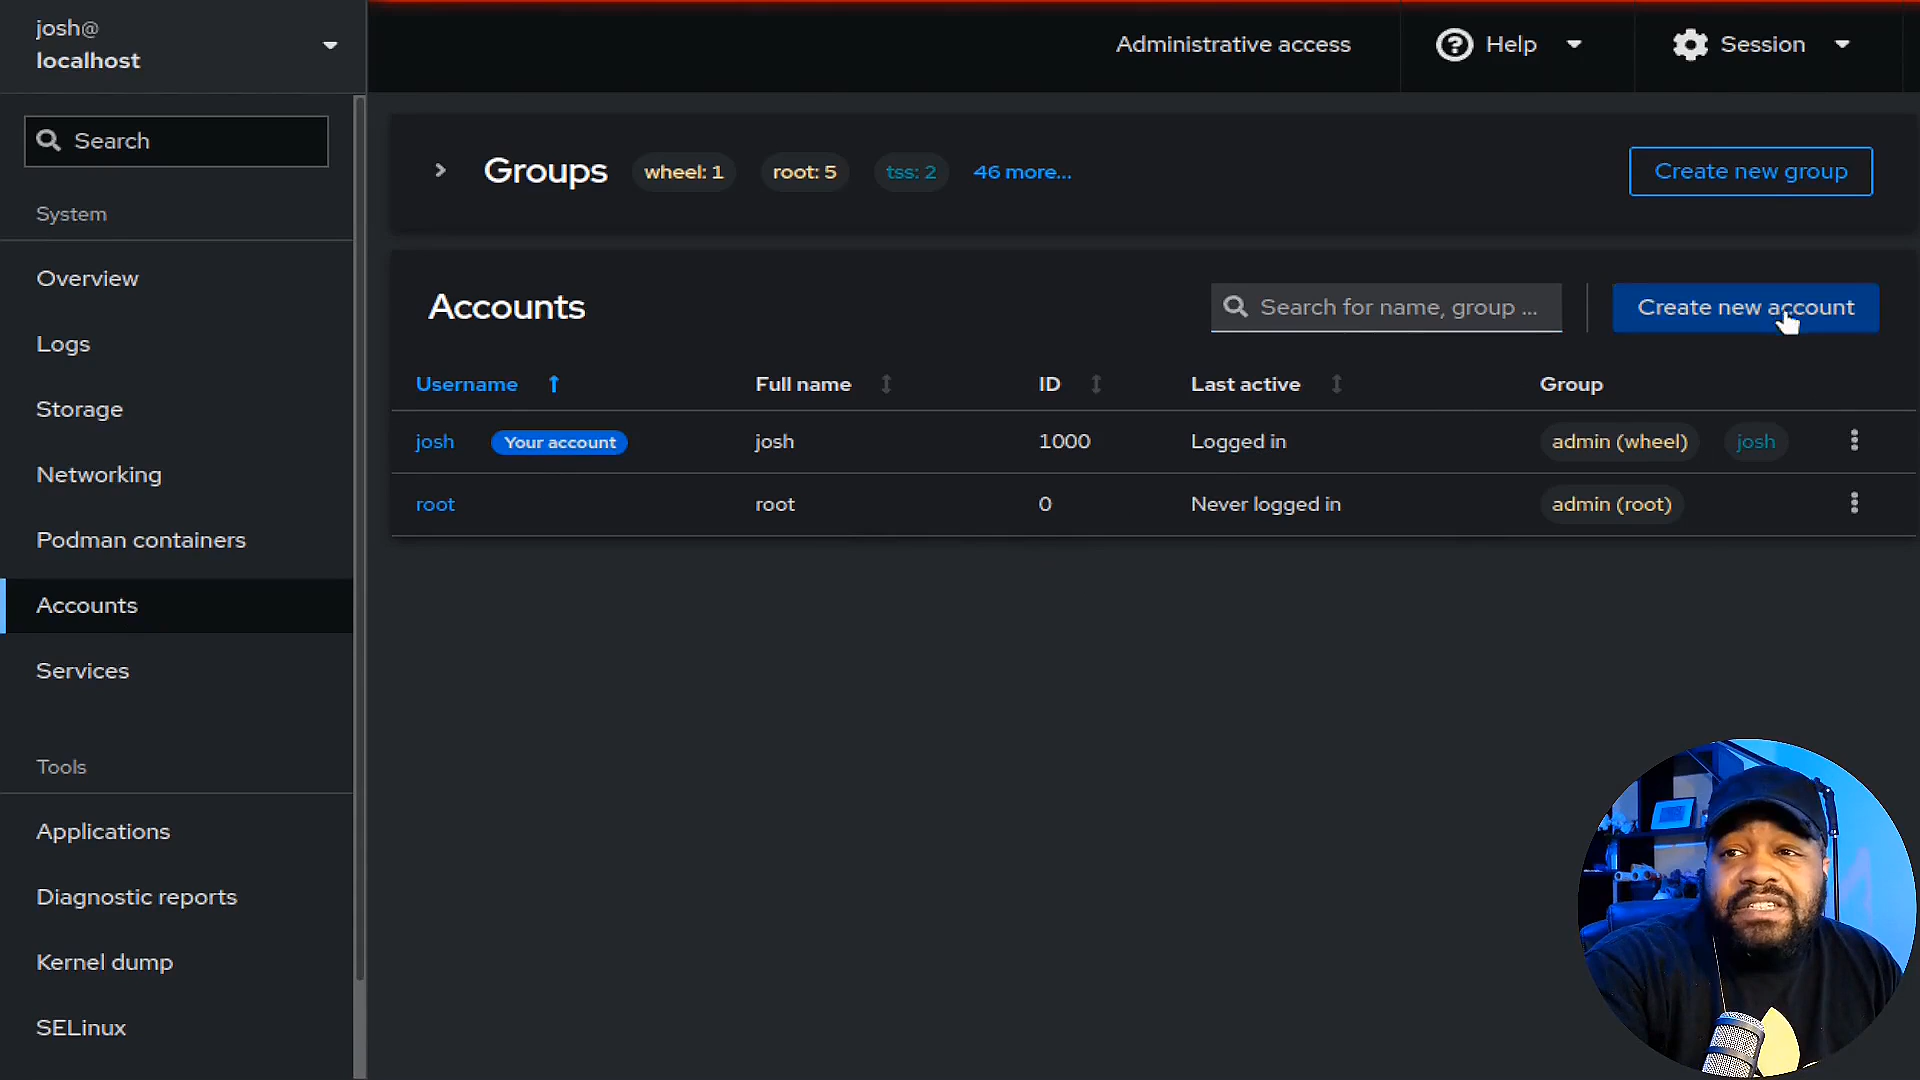 josh@
localhost
Administrative access
Help
Session
Search
System
Overview
Logs
Storage
Networking
Podman containers
Accounts
Services
Tools
Applications
Diagnostic reports
Kernel dump
SELinux
Groups wheel: 1 root: 5 tss: 2 46 more...
Create new group
Accounts
Search for name, group ...
Create new account
Username Full name ID Last active Group
josh Your account josh 1000 Logged in admin (wheel) josh
root root 0 Never logged in admin (root)